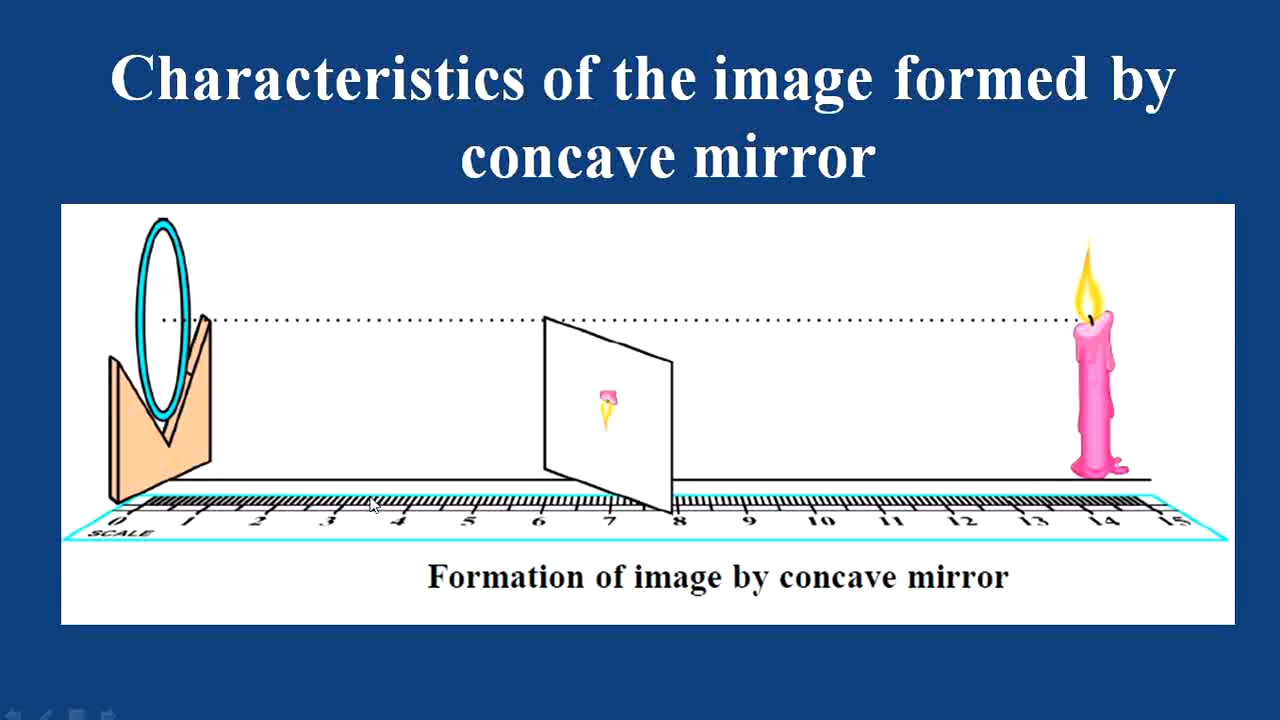 Characteristics of the image formed by
concave mirror
0 1 2 3 4 5 6 7 8 9 10 11 12 13 14 15
SCALE
Formation of image by concave mirror